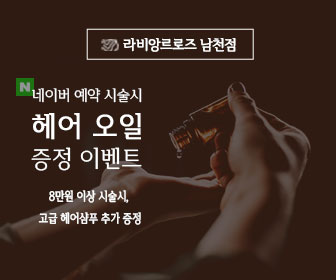 라비앙르로즈 남천점
N
네이버 예약 시술시
헤어 오일
증정 이벤트
8만원 이상 시술시,
고급 헤어샴푸 추가 증정